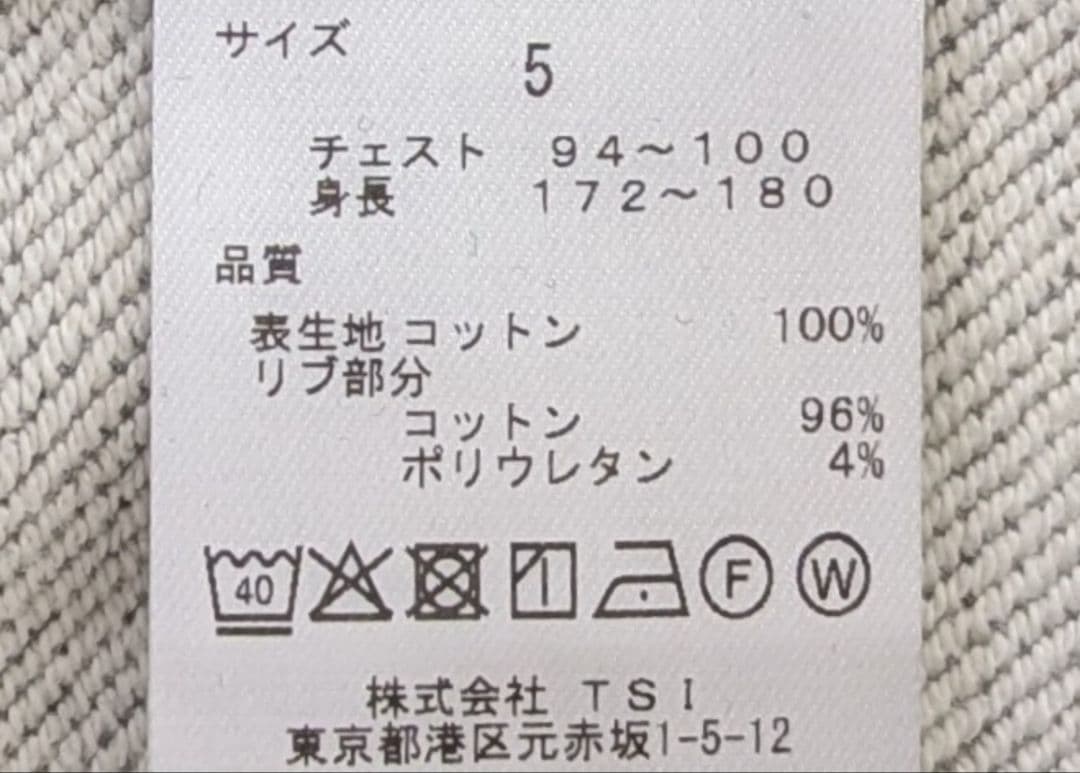 サイズ
5
チェスト 94～100
身長 172～180
品質
表生地 コットン 100%
リブ部分
コットン 96%
ポリウレタン 4%
40 F W
株式会社 TSI
東京都港区元赤坂1-5-12